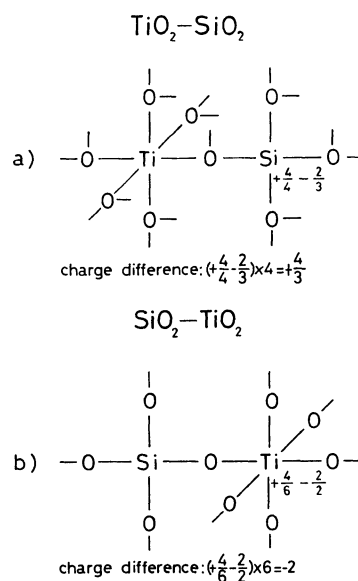 TiO₂–SiO₂
O O
O
a) O Ti O Si O
+4/4 – 2/3
O
O O
charge difference:(+4/4–2/3)×4=+4/3
SiO₂–TiO₂
O O O
b) O Si O Ti O
+4/6 – 2/2
O
O O
charge difference:(+4/6–2/2)×6=-2